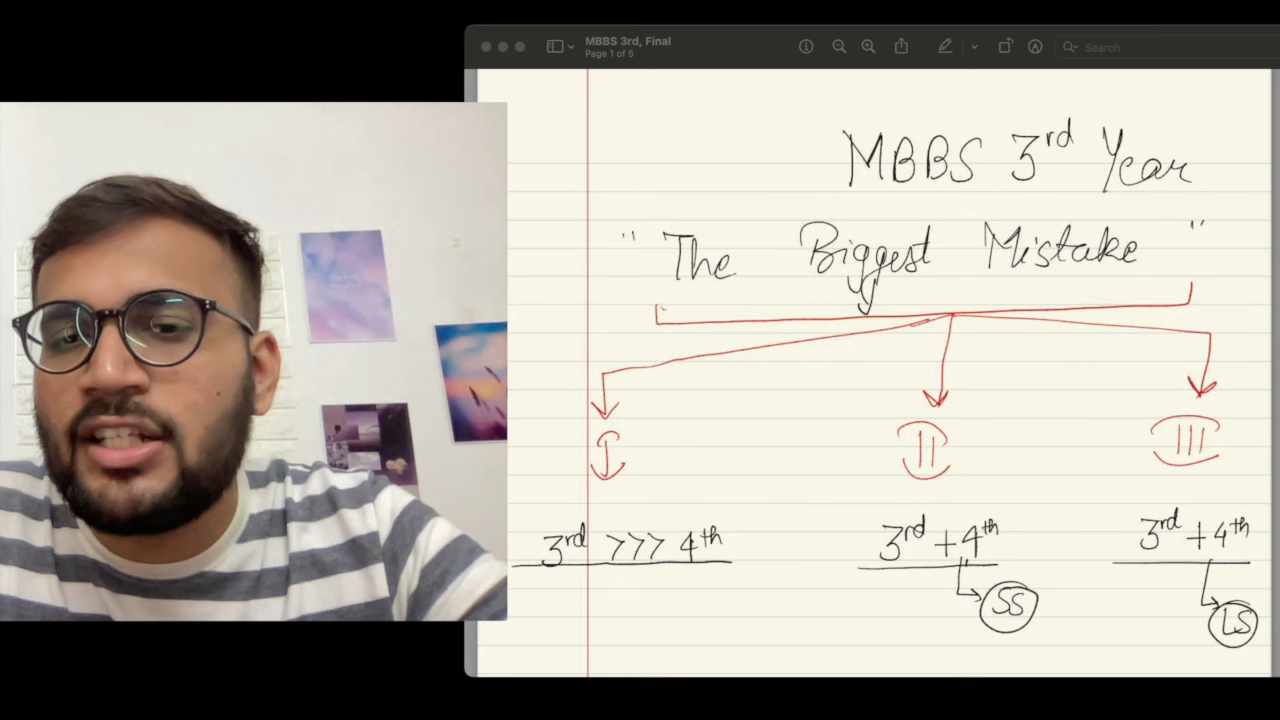 MBBS 3rd, Final
Page 1 of 5
Search
MBBS 3rd Year
" The Biggest Mistake "
I
II
III
3rd >>> 4th
3rd + 4th
3rd + 4th
SS
LS